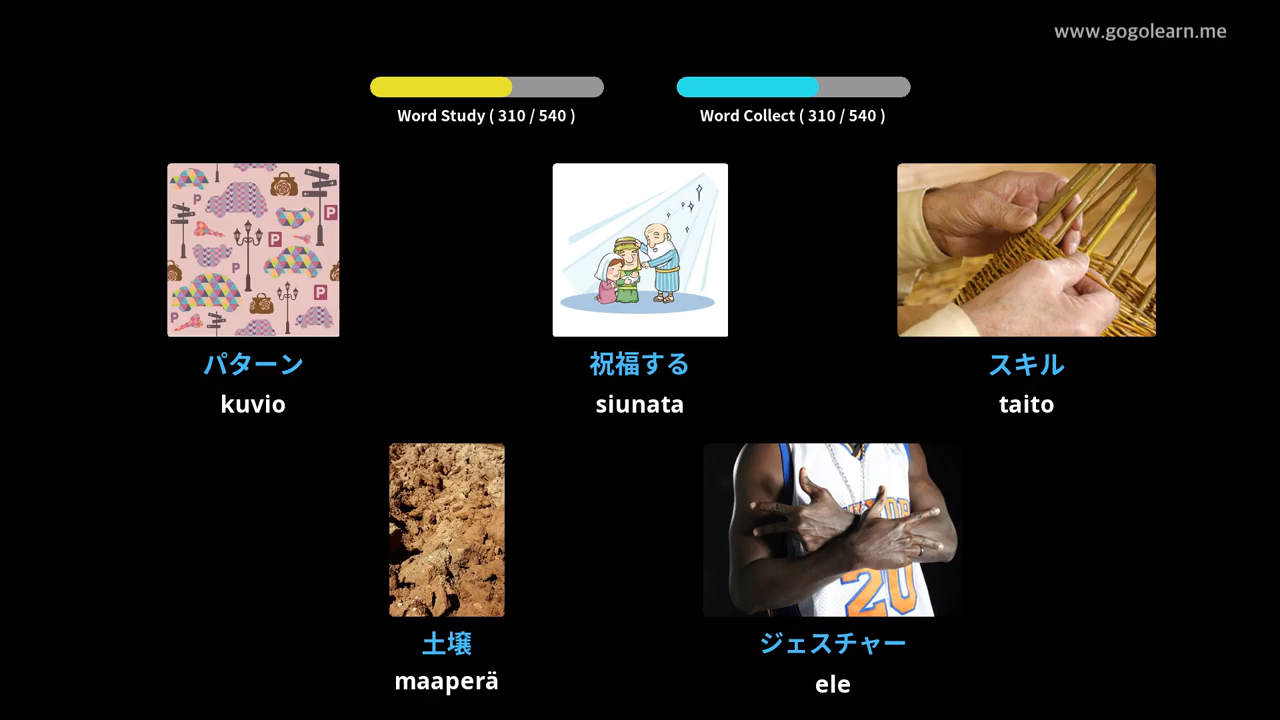 www.gogolearn.me
Word Study ( 310 / 540 )
Word Collect ( 310 / 540 )
P
P
P
P
P
P
パターン
kuvio
祝福する
siunata
スキル
taito
20
土壌
maaperä
ジェスチャー
ele